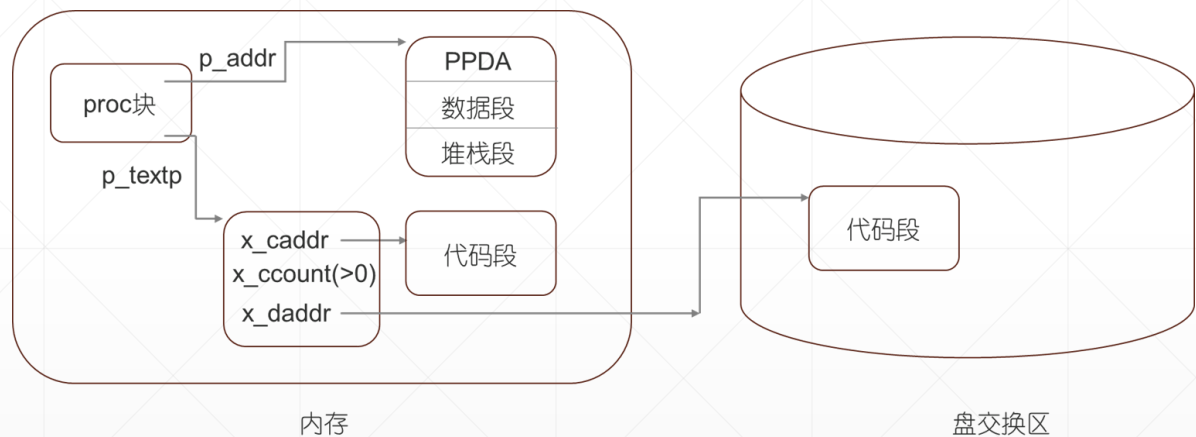 p_addr
PPDA
proc块
数据段
堆栈段
p_textp
x_caddr
代码段
x_ccount(>0)
x_daddr
代码段
内存
盘交换区